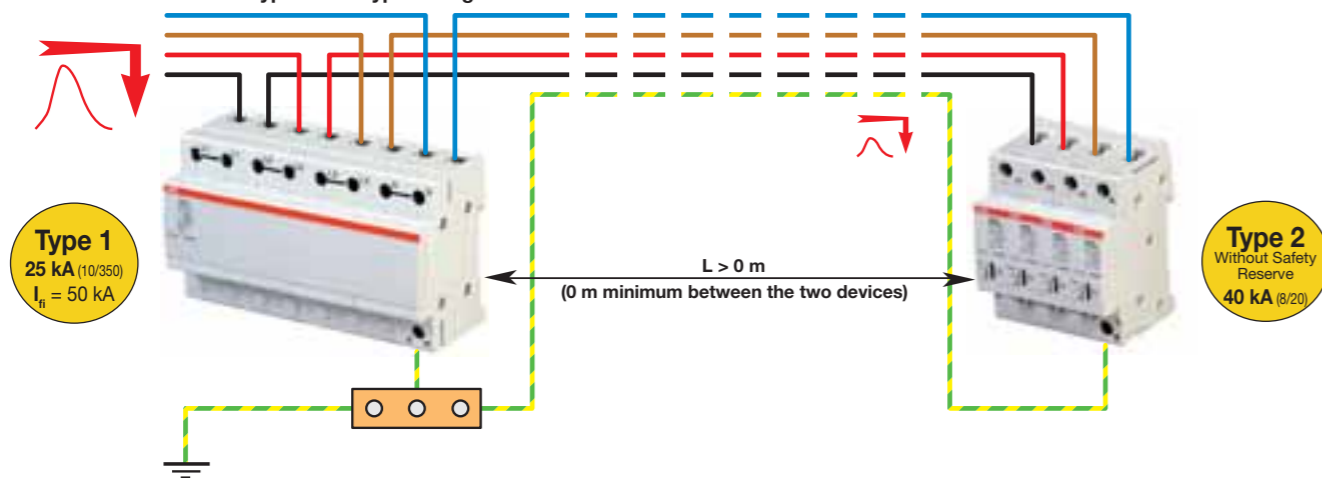 Type 1
25 kA (10/350)
Ifi = 50 kA
L > 0 m
(0 m minimum between the two devices)
Type 2
Without Safety
Reserve
40 kA (8/20)